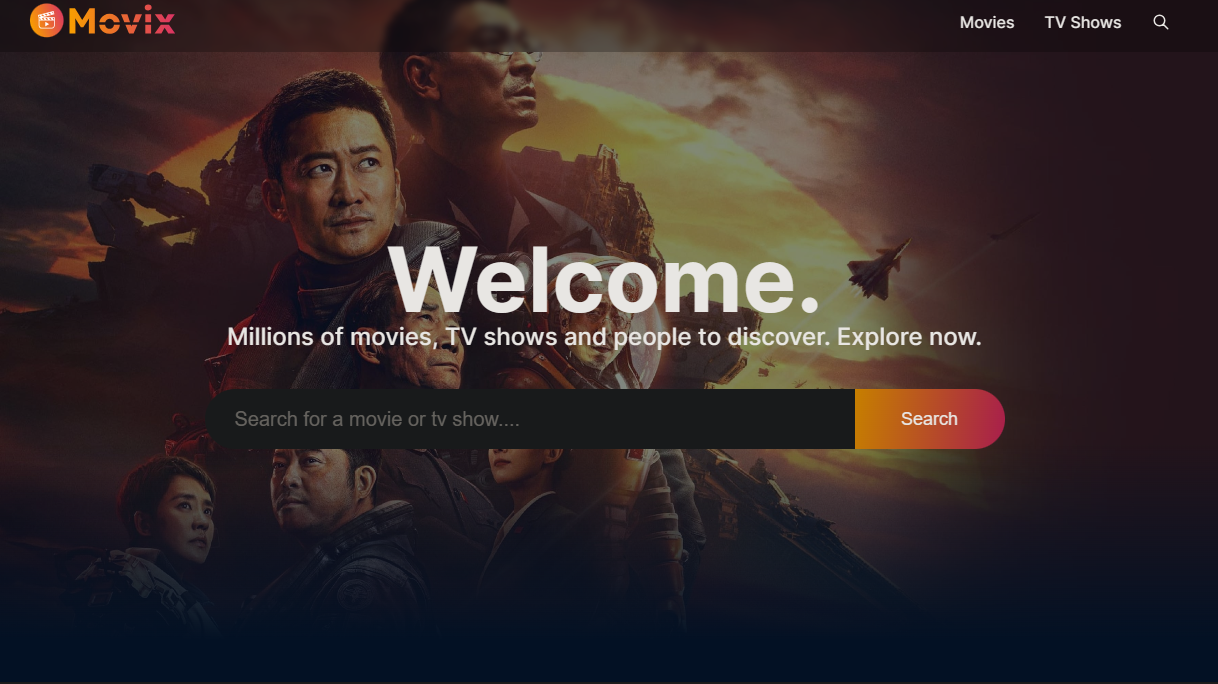 Movix
Movies TV Shows
Welcome.
Millions of movies, TV shows and people to discover. Explore now.
Search for a movie or tv show.... Search